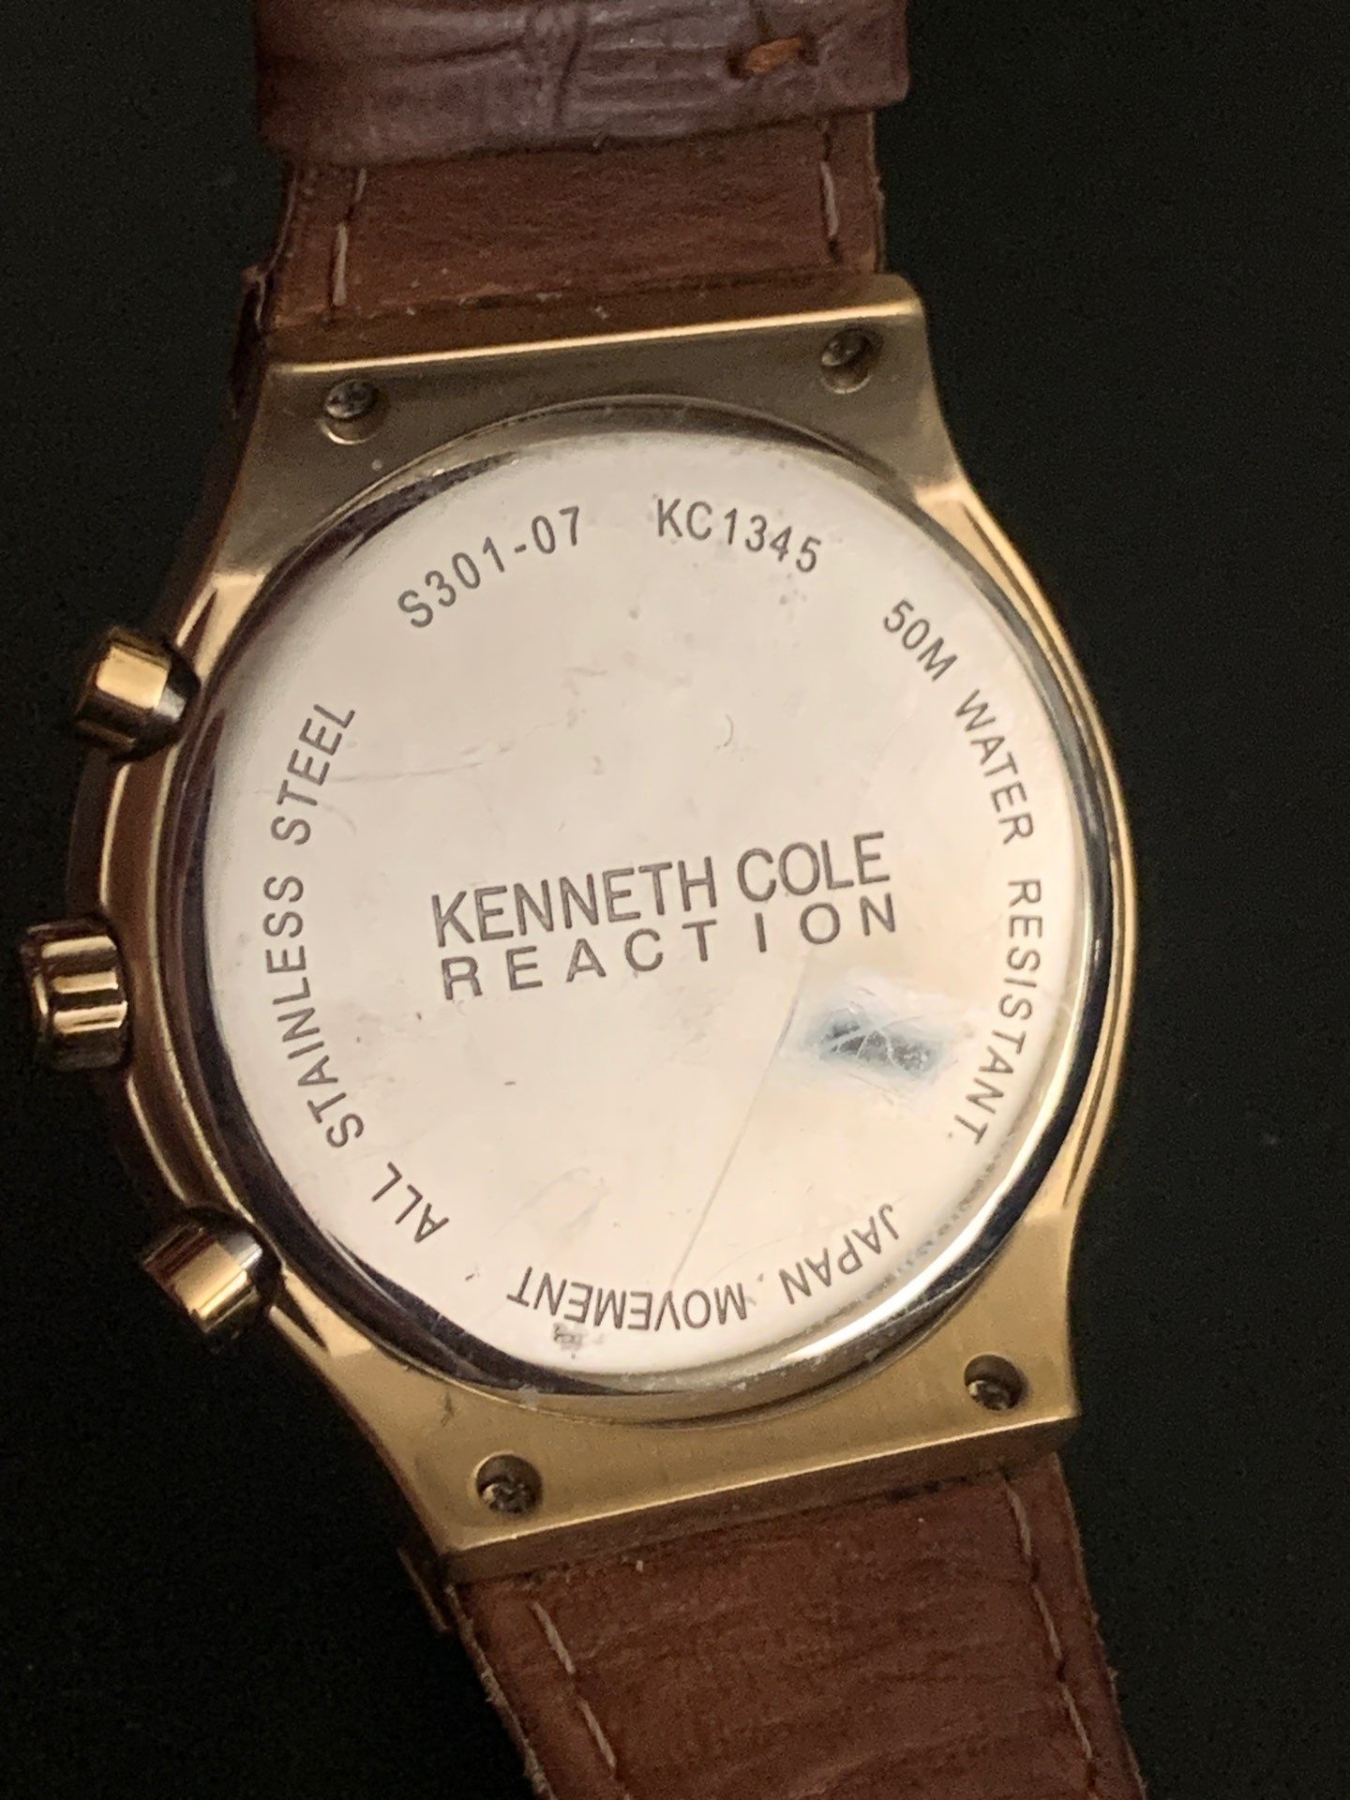 S301-07 KC1345
50M WATER RESISTANT.
KENNETH COLE
REACTION
JAPAN MOVEMENT
ALL STAINLESS STEEL